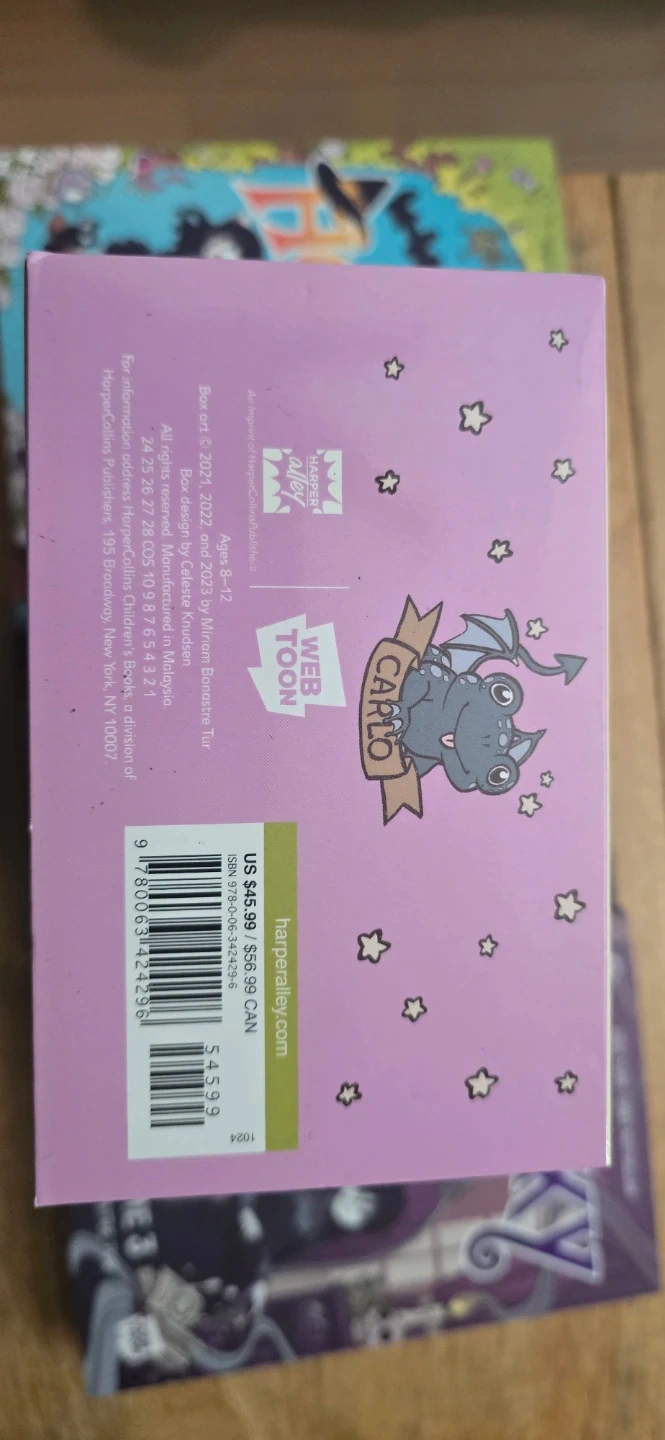 CARLO
HARPER
alley
An Imprint of HarperCollinsPublishers
WEB
TOON
Ages 8–12
Box art © 2021, 2022, and 2023 by Miriam Bonastre Tur
Box design by Celeste Knudsen
All rights reserved. Manufactured in Malaysia.
24 25 26 27 28 COS 10 9 8 7 6 5 4 3 2 1
For information address HarperCollins Children's Books, a division of
HarperCollins Publishers, 195 Broadway, New York, NY 10007.
harperalley.com
US $45.99 / $56.99 CAN
ISBN 978-0-06-342429-6
9 780063 424296
54599
1024